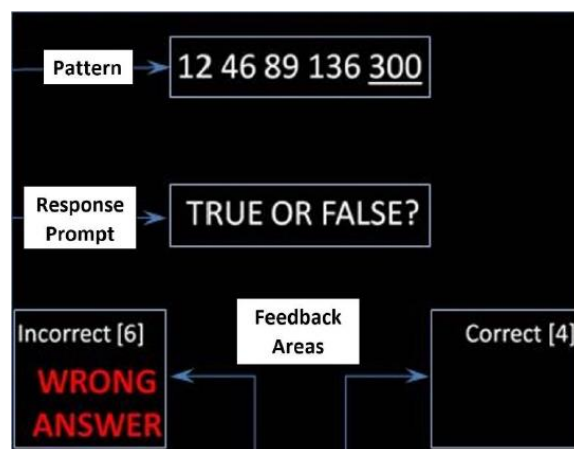 Pattern
12 46 89 136 300
Response
Prompt
TRUE OR FALSE?
Incorrect [6]
WRONG
ANSWER
Feedback
Areas
Correct [4]